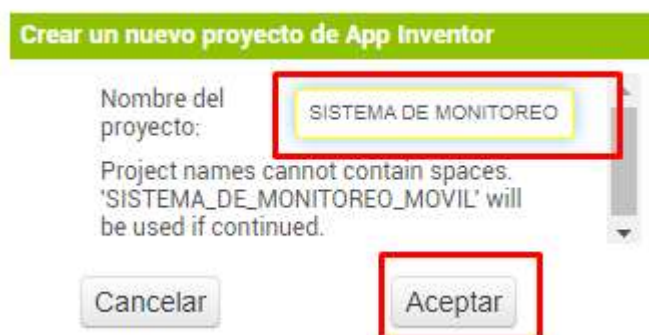 Crear un nuevo proyecto de App Inventor
Nombre del
proyecto:
SISTEMA DE MONITOREO
Project names cannot contain spaces.
'SISTEMA_DE_MONITOREO_MOVIL' will
be used if continued.
Cancelar
Aceptar